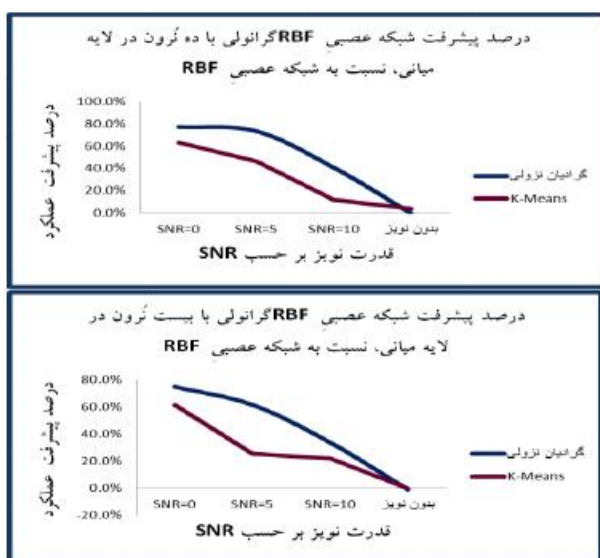 درصد پیشرفت شبکه عصبیِ RBFگرانولی با ده نُرون در لایه
میانی، نسبت به شبکه عصبیِ RBF
درصد پیشرفت عملکرد
100.0%
80.0%
60.0%
40.0%
20.0%
0.0%
SNR=0 SNR=5 SNR=10 بدون نویز
قدرت نویز بر حسب SNR
گرادیان نزولی
K-Means
درصد پیشرفت شبکه عصبیِ RBFگرانولی با بیست نُرون در
لایه میانی، نسبت به شبکه عصبیِ RBF
درصد پیشرفت عملکرد
80.0%
60.0%
40.0%
20.0%
0.0%
-20.0%
SNR=0 SNR=5 SNR=10 بدون نویز
قدرت نویز بر حسب SNR
گرادیان نزولی
K-Means